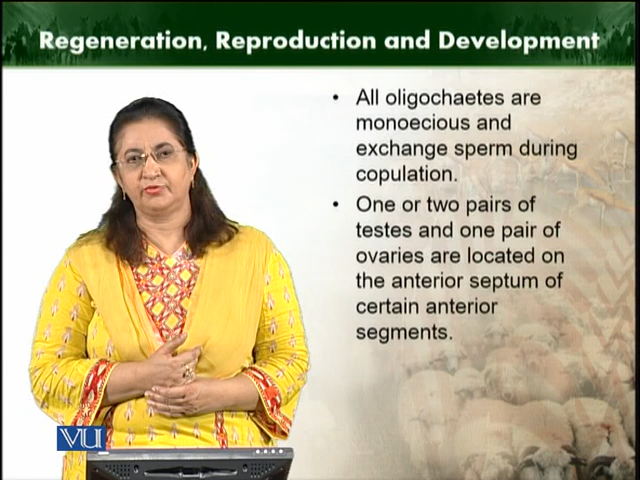 Regeneration, Reproduction and Development
• All oligochaetes are
monoecious and
exchange sperm during
copulation.
• One or two pairs of
testes and one pair of
ovaries are located on
the anterior septum of
certain anterior
segments.
VU